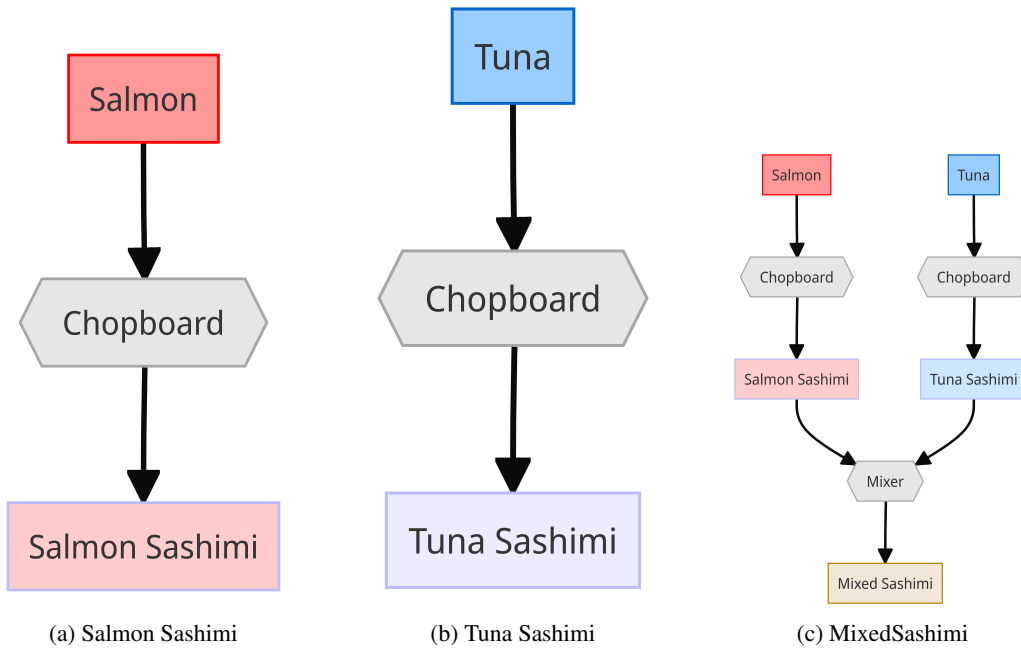 Salmon
Chopboard
Salmon Sashimi
(a) Salmon Sashimi
Tuna
Chopboard
Tuna Sashimi
(b) Tuna Sashimi
Salmon
Tuna
Chopboard
Chopboard
Salmon Sashimi
Tuna Sashimi
Mixer
Mixed Sashimi
(c) MixedSashimi